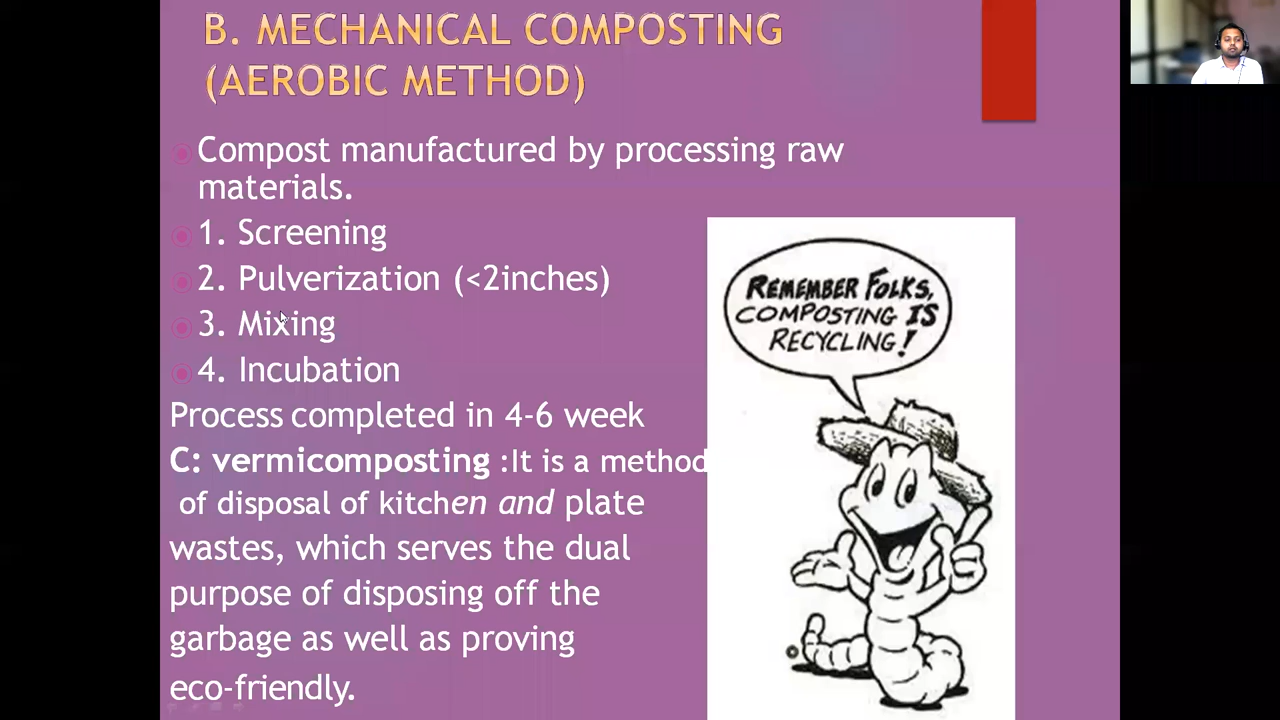 B. MECHANICAL COMPOSTING
(AEROBIC METHOD)
Compost manufactured by processing raw
materials.
1. Screening
2. Pulverization (<2inches)
3. Mixing
4. Incubation
Process completed in 4-6 week
C: vermicomposting :It is a method
of disposal of kitchen and plate
wastes, which serves the dual
purpose of disposing off the
garbage as well as proving
eco-friendly.
REMEMBER FOLKS,
COMPOSTING IS
RECYCLING!